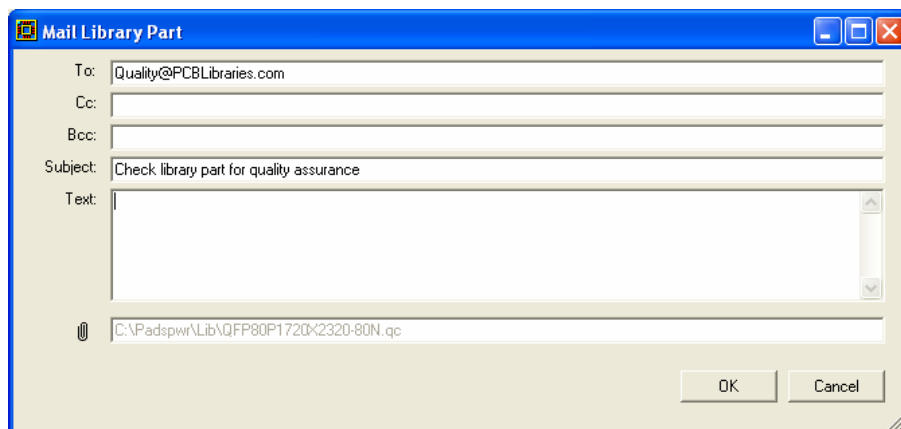 Mail Library Part
To: Quality@PCBLibraries.com
Cc:
Bcc:
Subject: Check library part for quality assurance
Text:
C:\Padspwr\Lib\QFP80P1720X2320-80N.qc
OK Cancel